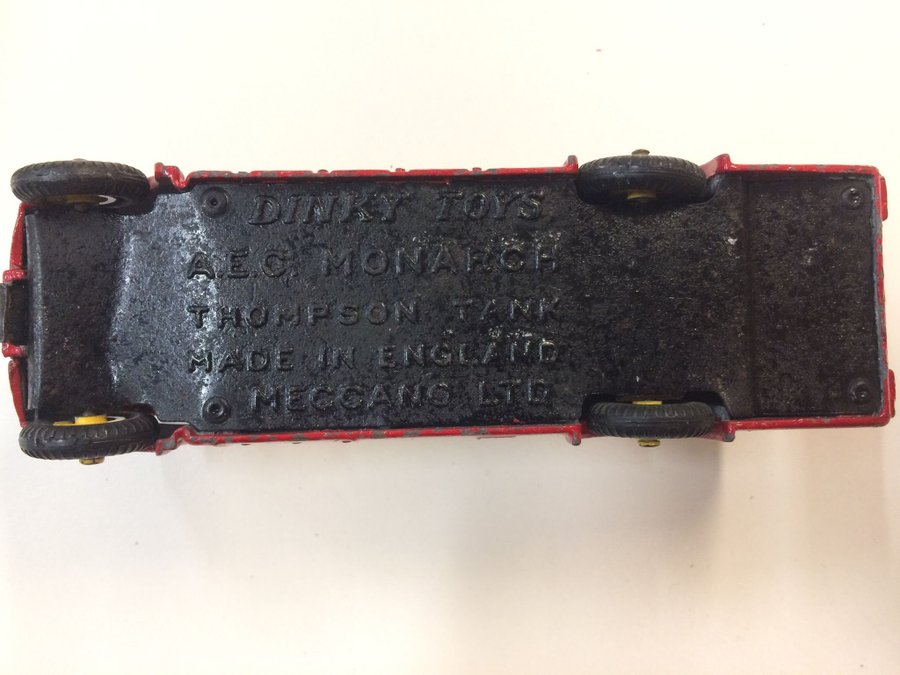 DINKY TOYS
A.E.C. MONARCH
THOMPSON TANK
MADE IN ENGLAND
MECCANO LTD